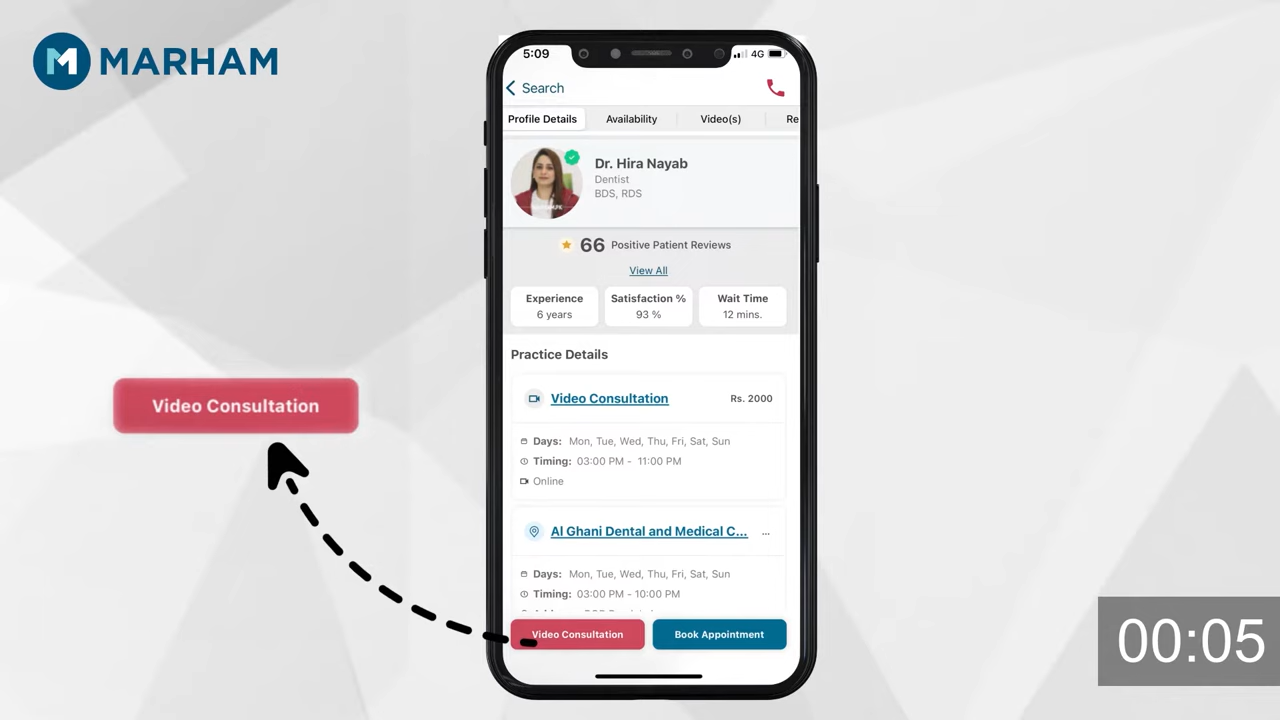 MARHAM
5:09
4G
Search
Profile Details Availability Video(s) Re
Dr. Hira Nayab
Dentist
BDS, RDS
66 Positive Patient Reviews
View All
Experience Satisfaction % Wait Time
6 years 93 % 12 mins.
Practice Details
Video Consultation Rs. 2000
Days: Mon, Tue, Wed, Thu, Fri, Sat, Sun
Timing: 03:00 PM - 11:00 PM
Online
Al Ghani Dental and Medical C... ...
Days: Mon, Tue, Wed, Thu, Fri, Sat, Sun
Timing: 03:00 PM - 10:00 PM
Video Consultation Book Appointment
Video Consultation
00:05